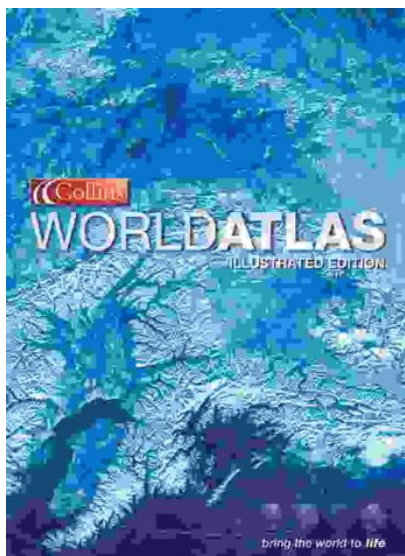 Collins
WORLDATLAS
ILLUSTRATED EDITION
bring the world to life